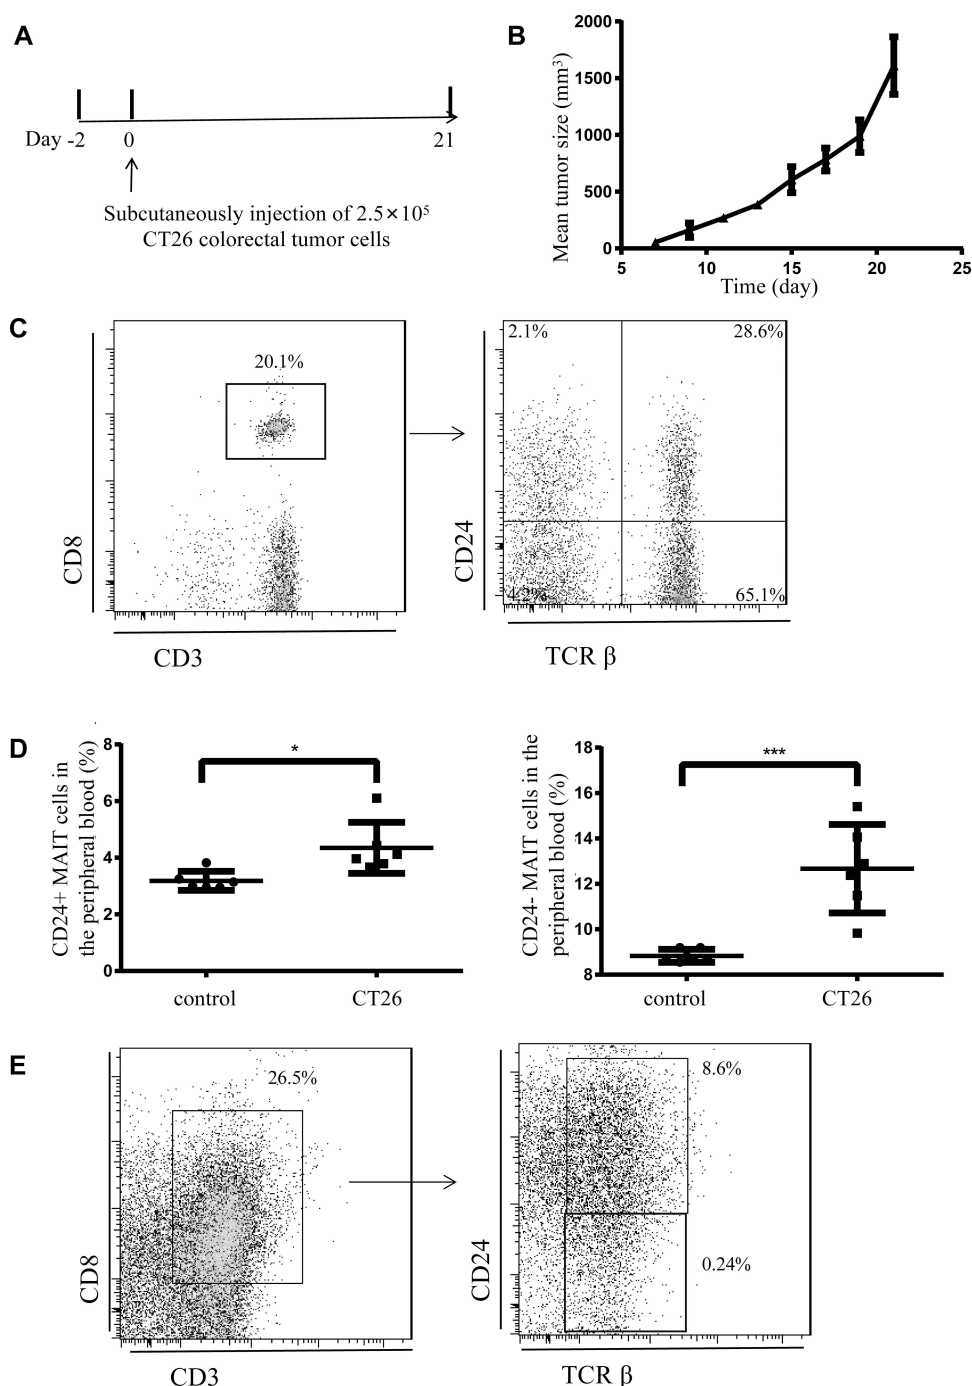 A
Day -2 0 21
Subcutaneously injection of 2.5×10⁵
CT26 colorectal tumor cells
B
Mean tumor size (mm³)
2000
1500
1000
500
0
5 10 15 20 25
Time (day)
C
CD8
20.1%
CD3
CD24
2.1% 28.6%
4.2% 65.1%
TCR β
D
CD24+ MAIT cells in
the peripheral blood (%)
8
6
4
2
0
*
control CT26
CD24- MAIT cells in the
peripheral blood (%)
18
16
14
12
10
8
***
control CT26
E
CD8
26.5%
CD3
CD24
8.6%
0.24%
TCR β